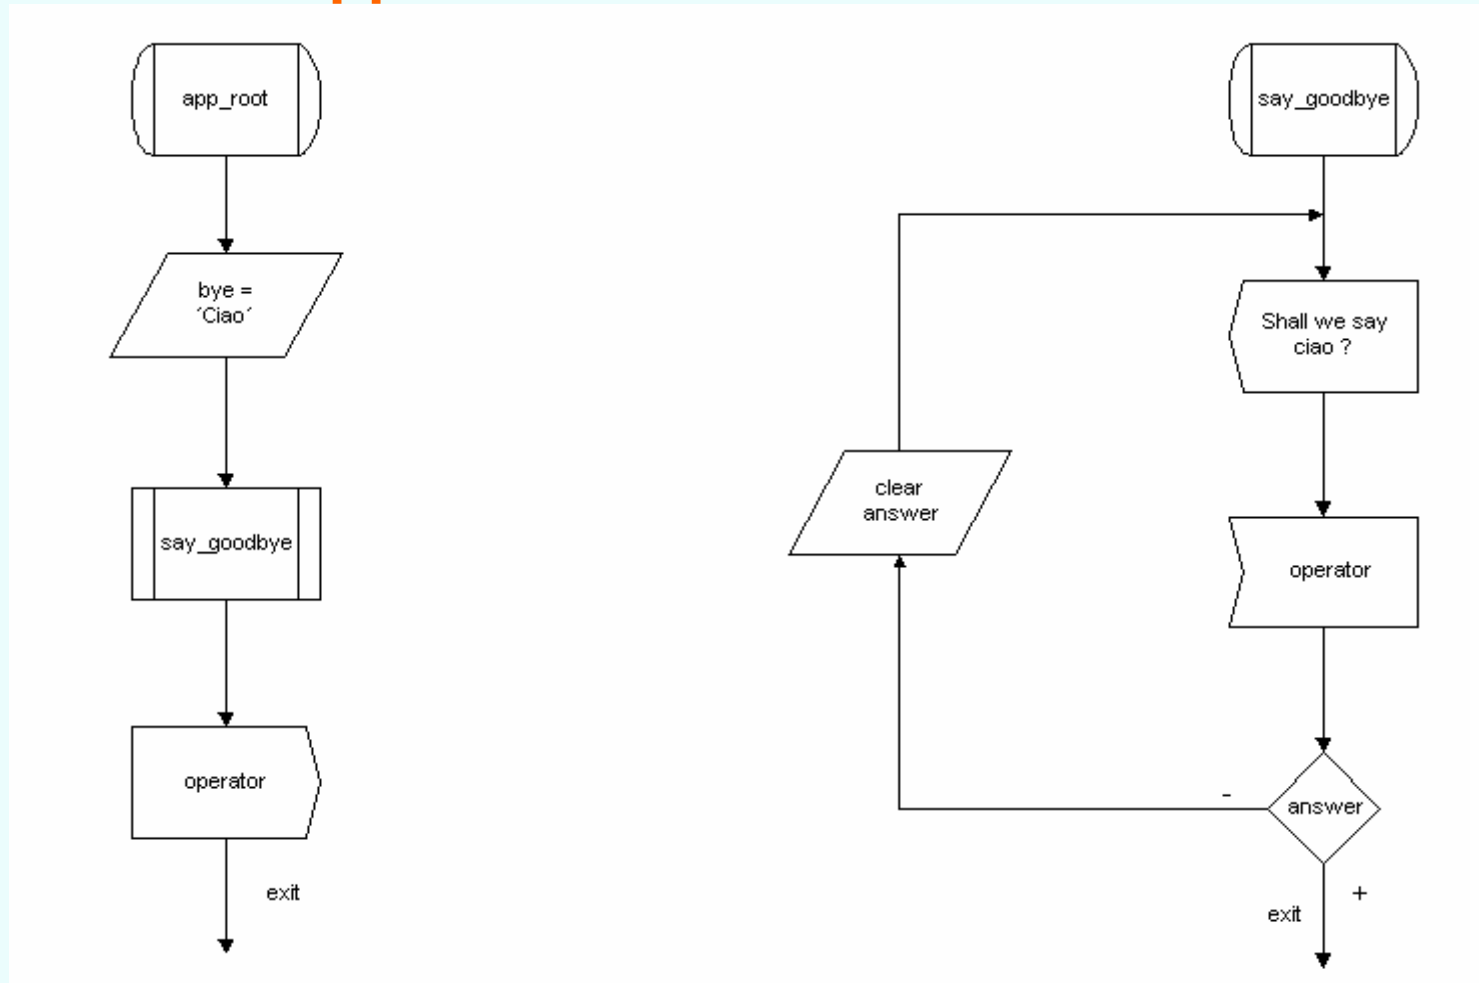 app_root
bye =
´Ciao´
say_goodbye
operator
exit
say_goodbye
Shall we say
ciao ?
clear
answer
operator
-
answer
+
exit